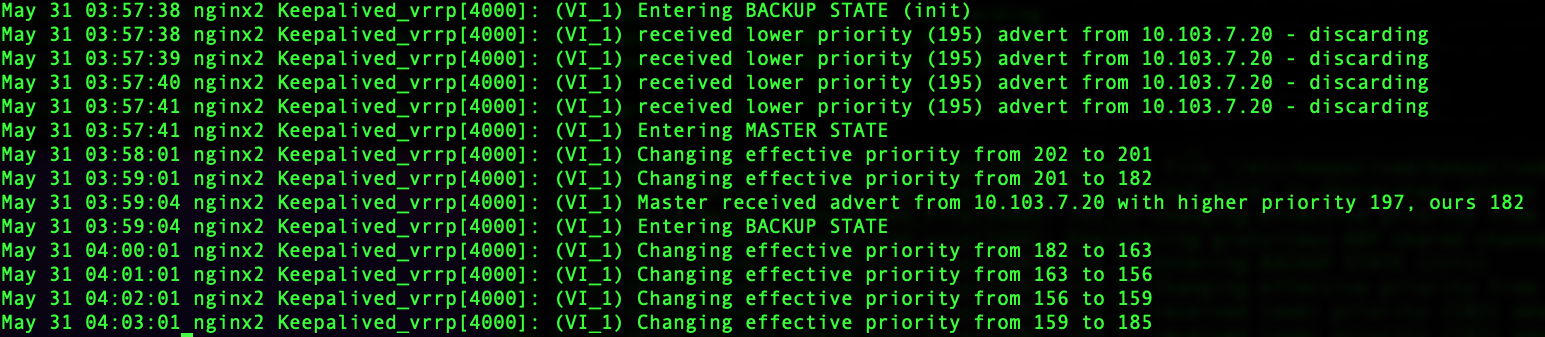 May 31 03:57:38 nginx2 Keepalived_vrrp[4000]: (VI_1) Entering BACKUP STATE (init)
May 31 03:57:38 nginx2 Keepalived_vrrp[4000]: (VI_1) received lower priority (195) advert from 10.103.7.20 - discarding
May 31 03:57:39 nginx2 Keepalived_vrrp[4000]: (VI_1) received lower priority (195) advert from 10.103.7.20 - discarding
May 31 03:57:40 nginx2 Keepalived_vrrp[4000]: (VI_1) received lower priority (195) advert from 10.103.7.20 - discarding
May 31 03:57:41 nginx2 Keepalived_vrrp[4000]: (VI_1) received lower priority (195) advert from 10.103.7.20 - discarding
May 31 03:57:41 nginx2 Keepalived_vrrp[4000]: (VI_1) Entering MASTER STATE
May 31 03:58:01 nginx2 Keepalived_vrrp[4000]: (VI_1) Changing effective priority from 202 to 201
May 31 03:59:01 nginx2 Keepalived_vrrp[4000]: (VI_1) Changing effective priority from 201 to 182
May 31 03:59:04 nginx2 Keepalived_vrrp[4000]: (VI_1) Master received advert from 10.103.7.20 with higher priority 197, ours 182
May 31 03:59:04 nginx2 Keepalived_vrrp[4000]: (VI_1) Entering BACKUP STATE
May 31 04:00:01 nginx2 Keepalived_vrrp[4000]: (VI_1) Changing effective priority from 182 to 163
May 31 04:01:01 nginx2 Keepalived_vrrp[4000]: (VI_1) Changing effective priority from 163 to 156
May 31 04:02:01 nginx2 Keepalived_vrrp[4000]: (VI_1) Changing effective priority from 156 to 159
May 31 04:03:01 nginx2 Keepalived_vrrp[4000]: (VI_1) Changing effective priority from 159 to 185